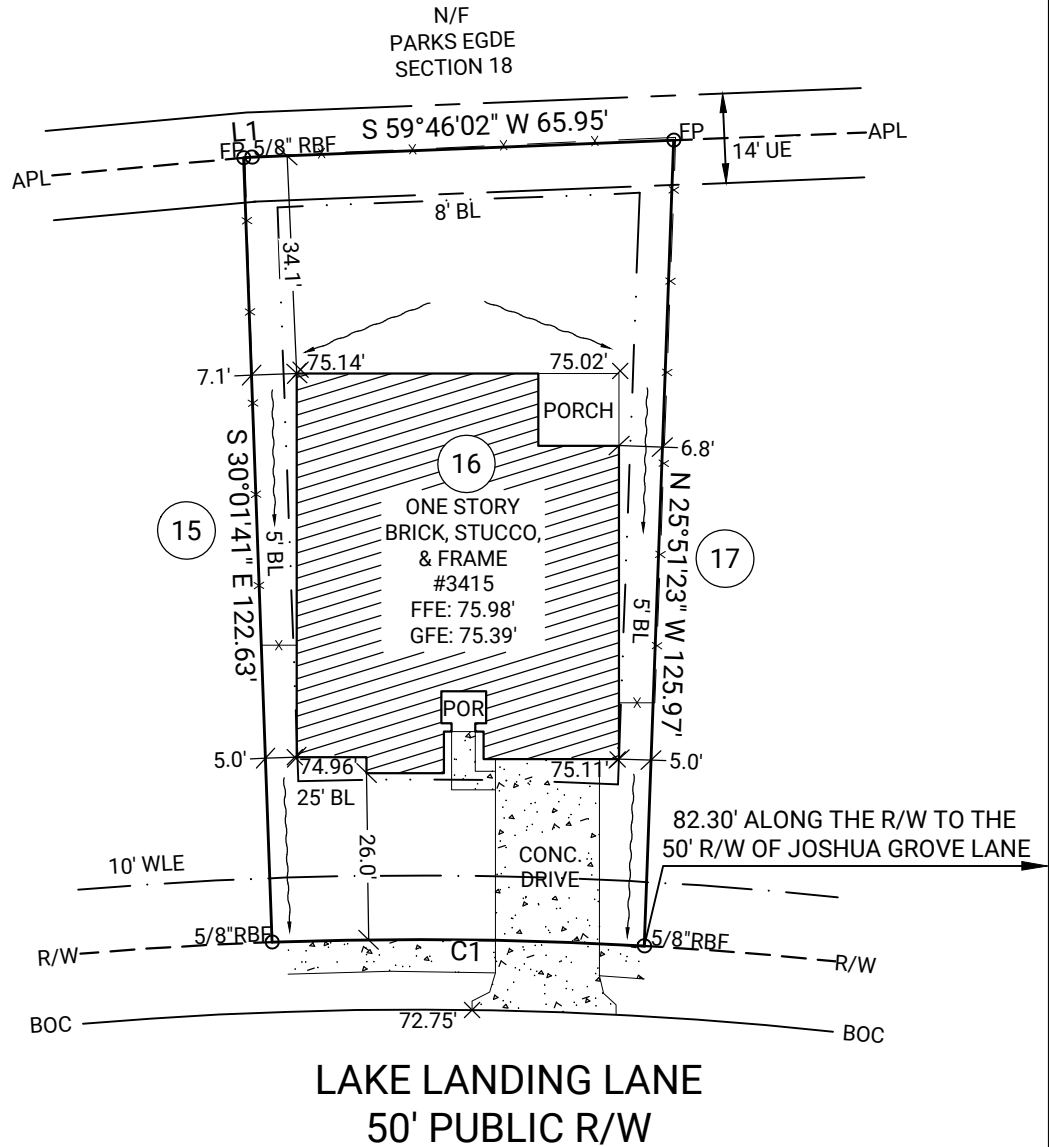 N/F
PARKS EGDE
SECTION 18
L1
S 59°46'02" W 65.95'
FP 5/8" RBF
FP
APL
APL
14' UE
8' BL
34.1'
75.14'
75.02'
7.1'
PORCH
6.8'
S 30°01'41" E 122.63'
N 25°51'23" W 125.97'
15
16
17
ONE STORY
BRICK, STUCCO,
& FRAME
#3415
FFE: 75.98'
GFE: 75.39'
5' BL
5' BL
POR
5.0'
74.96'
75.11'
5.0'
25' BL
26.0'
82.30' ALONG THE R/W TO THE
50' R/W OF JOSHUA GROVE LANE
CONC.
DRIVE
10' WLE
5/8"RBF
5/8"RBF
R/W
C1
R/W
BOC
72.75'
BOC
LAKE LANDING LANE
50' PUBLIC R/W